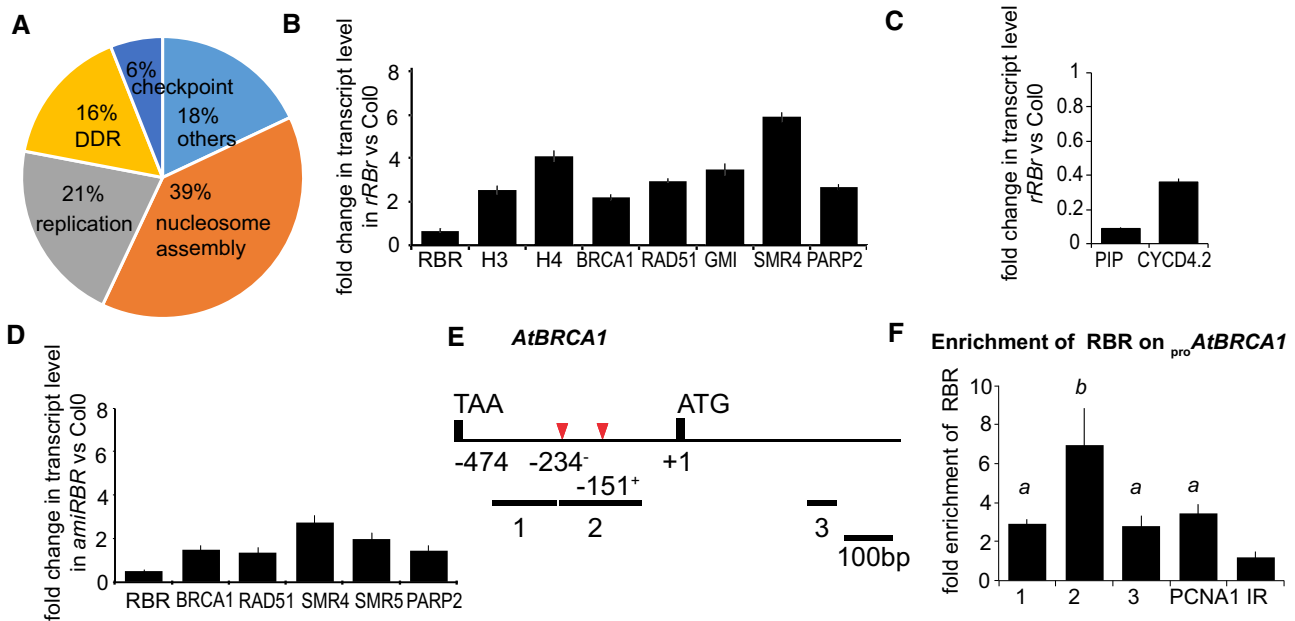 A
6%
checkpoint
18%
others
16%
DDR
21%
replication
39%
nucleosome
assembly
B
fold change in transcript level
in rRBr vs Col0
8
6
4
2
0
RBR H3 H4 BRCA1 RAD51 GMI SMR4 PARP2
C
fold change in transcript level
rRBr vs Col0
1
0.8
0.6
0.4
0.2
0
PIP CYCD4.2
D
fold change in transcript level
in amiRBR vs Col0
8
6
4
2
0
RBR BRCA1 RAD51 SMR4 SMR5 PARP2
E
AtBRCA1
TAA ATG
-474 -234⁻ +1
-151⁺
1 2 3
100bp
F
Enrichment of RBR on proAtBRCA1
fold enrichment of RBR
10
8
6
4
2
0
a b a a
1 2 3 PCNA1 IR